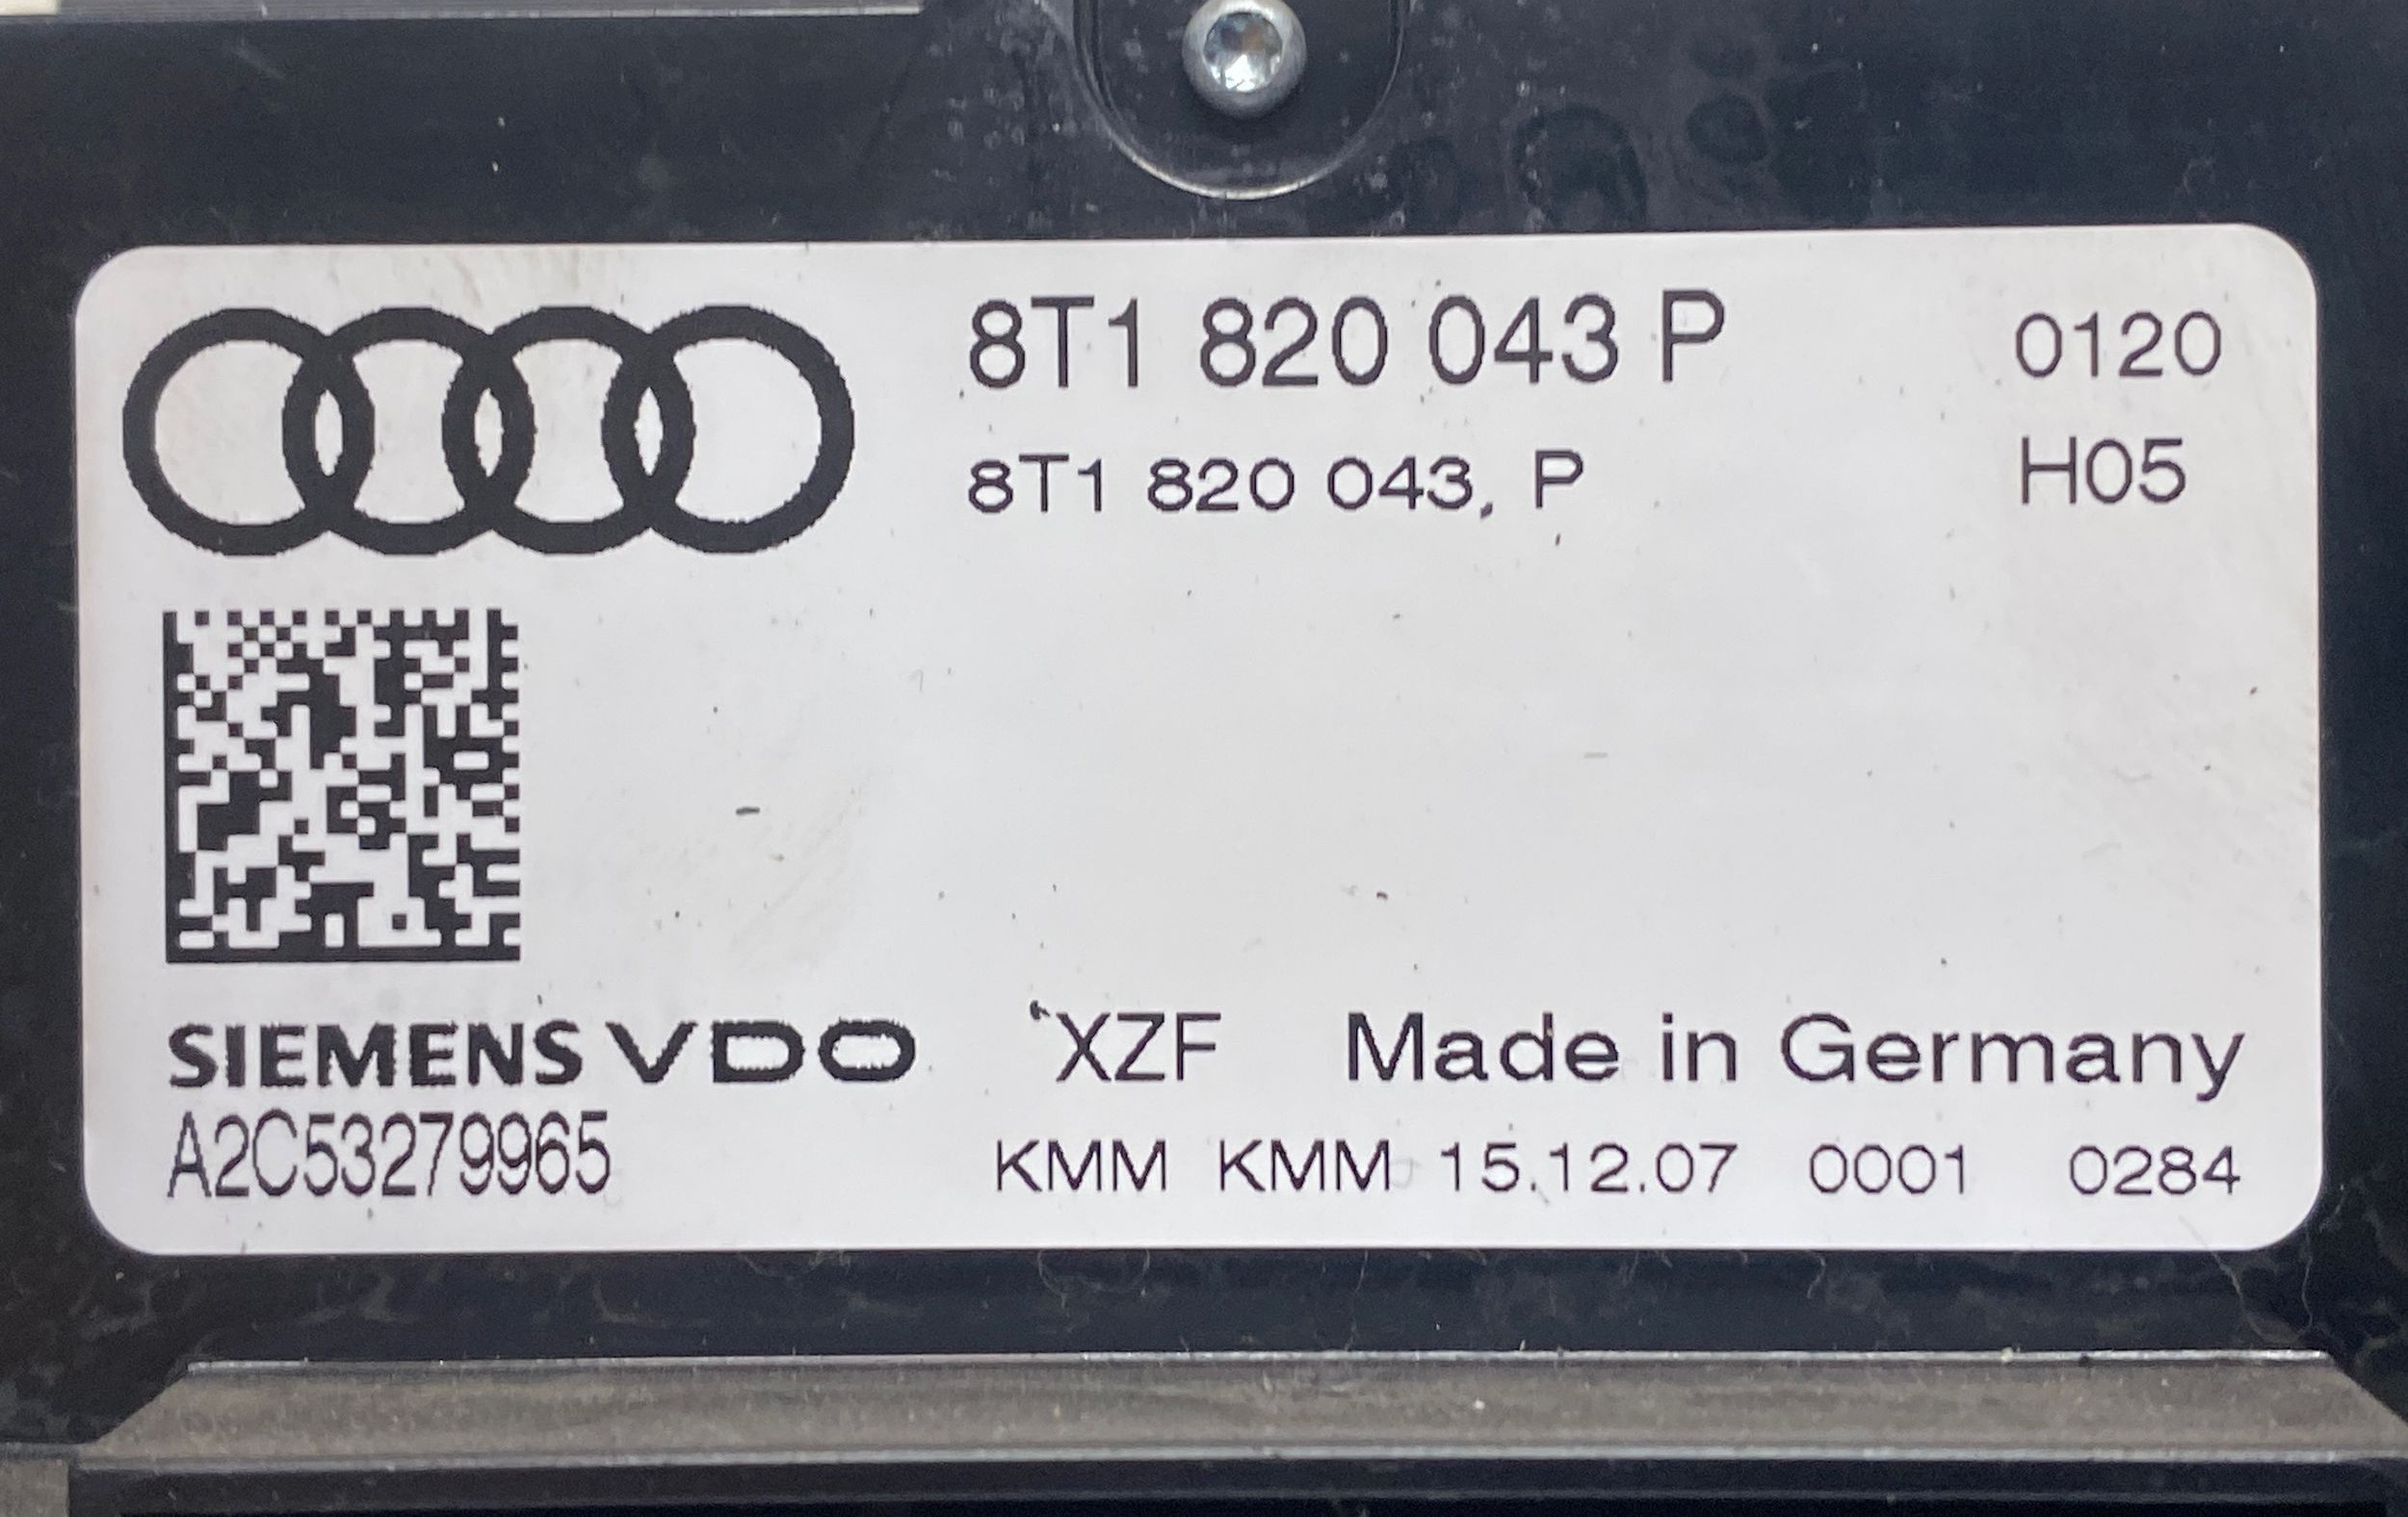 8T1 820 043 P 0120
8T1 820 043, P H05
SIEMENS VDO XZF Made in Germany
A2C53279965 KMM KMM 15.12.07 0001 0284